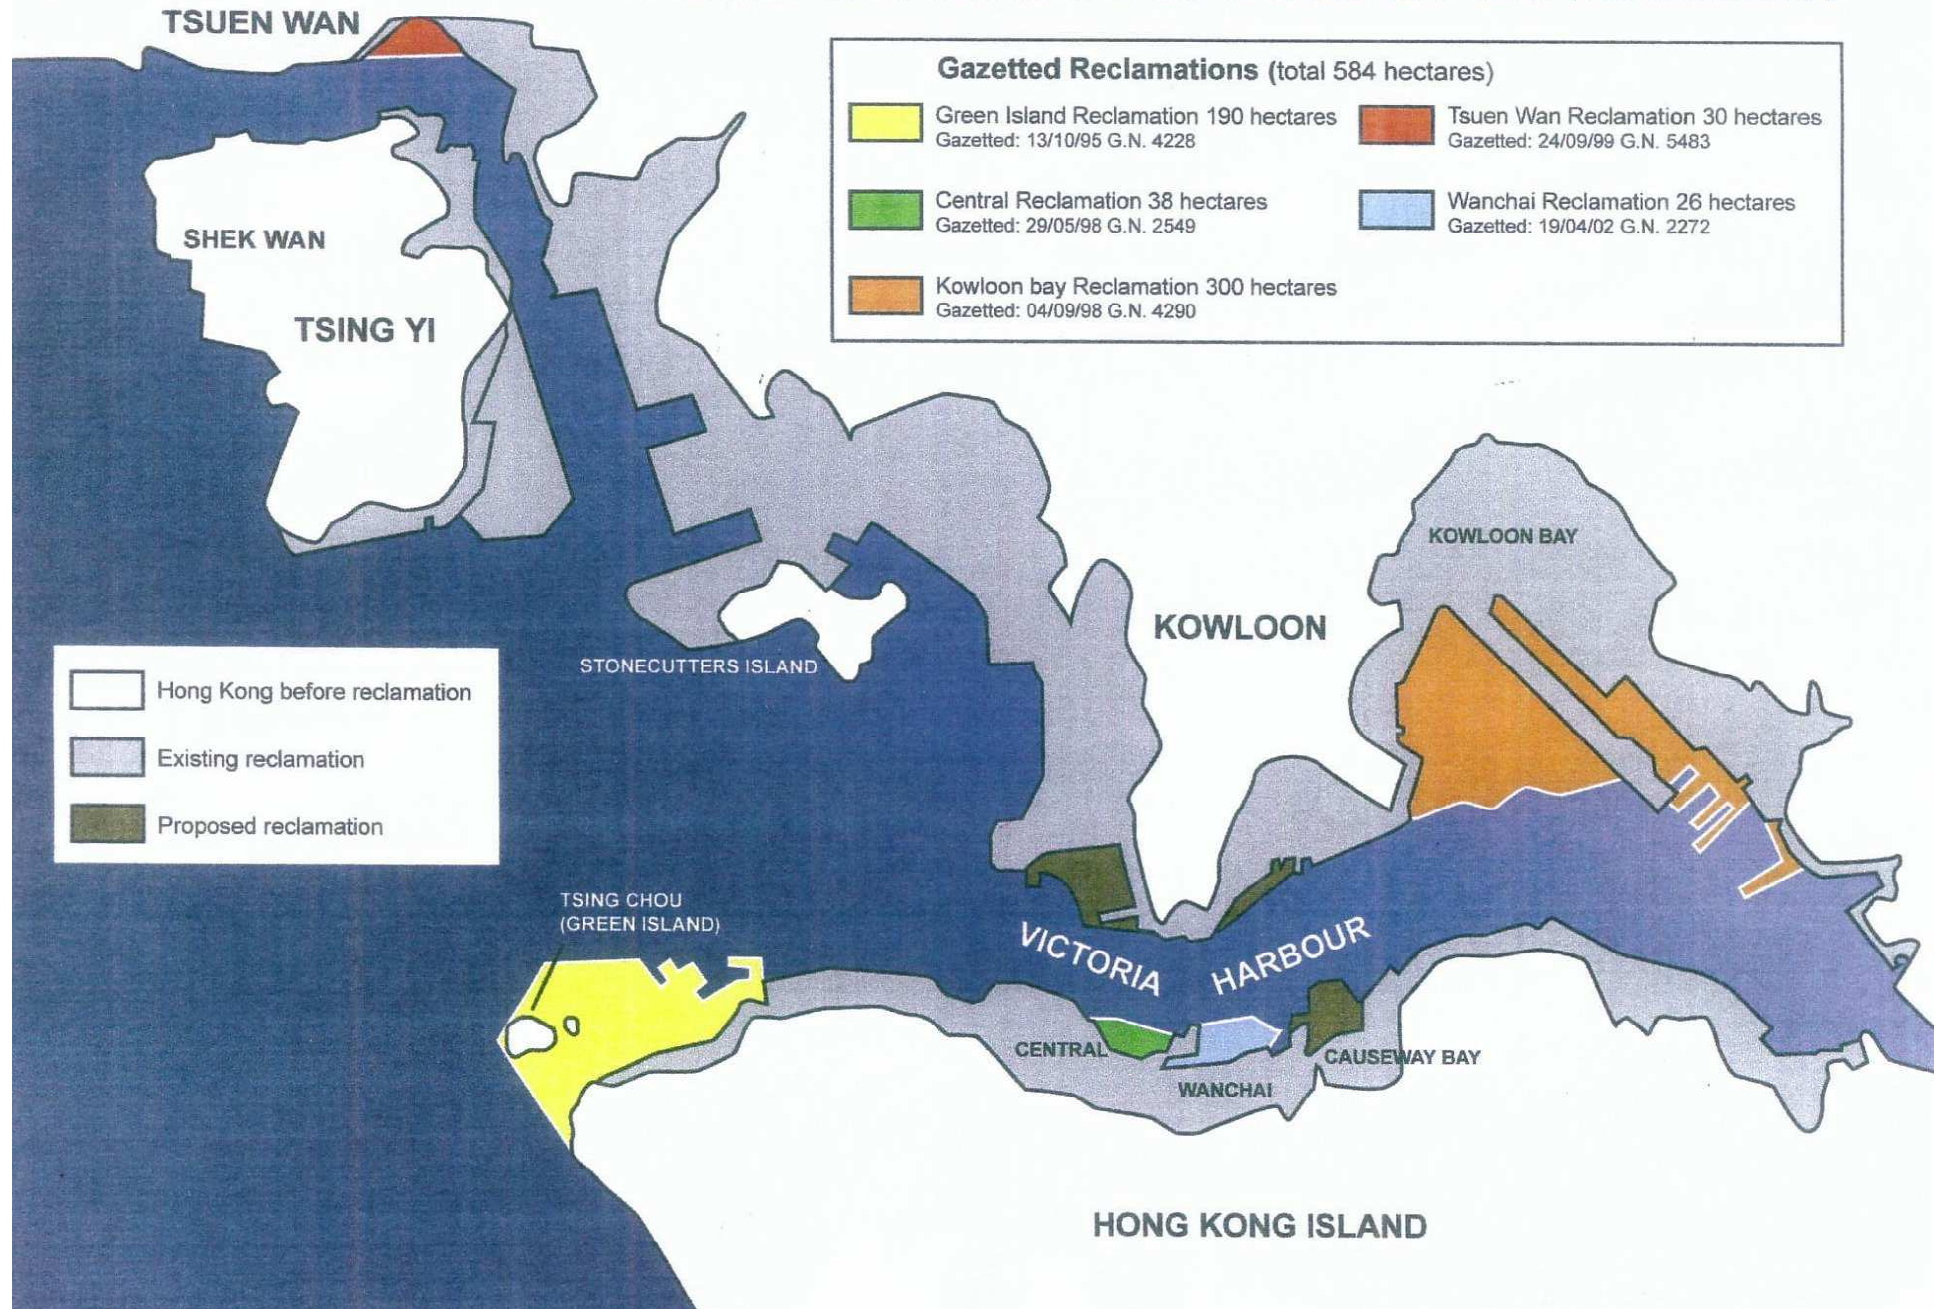 TSUEN WAN
Gazetted Reclamations (total 584 hectares)
Green Island Reclamation 190 hectares
Gazetted: 13/10/95 G.N. 4228
Tsuen Wan Reclamation 30 hectares
Gazetted: 24/09/99 G.N. 5483
Central Reclamation 38 hectares
Gazetted: 29/05/98 G.N. 2549
Wanchai Reclamation 26 hectares
Gazetted: 19/04/02 G.N. 2272
Kowloon bay Reclamation 300 hectares
Gazetted: 04/09/98 G.N. 4290
SHEK WAN
TSING YI
KOWLOON BAY
KOWLOON
STONECUTTERS ISLAND
Hong Kong before reclamation
Existing reclamation
Proposed reclamation
TSING CHOU
(GREEN ISLAND)
VICTORIA HARBOUR
CENTRAL
CAUSEWAY BAY
WANCHAI
HONG KONG ISLAND